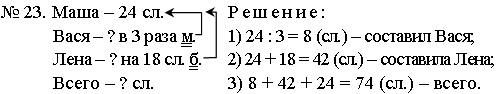 № 23. Маша – 24 сл. Решение:
Вася – ? в 3 раза м. 1) 24 : 3 = 8 (сл.) – составил Вася;
Лена – ? на 18 сл. б. 2) 24 + 18 = 42 (сл.) – составила Лена;
Всего – ? сл. 3) 8 + 42 + 24 = 74 (сл.) – всего.